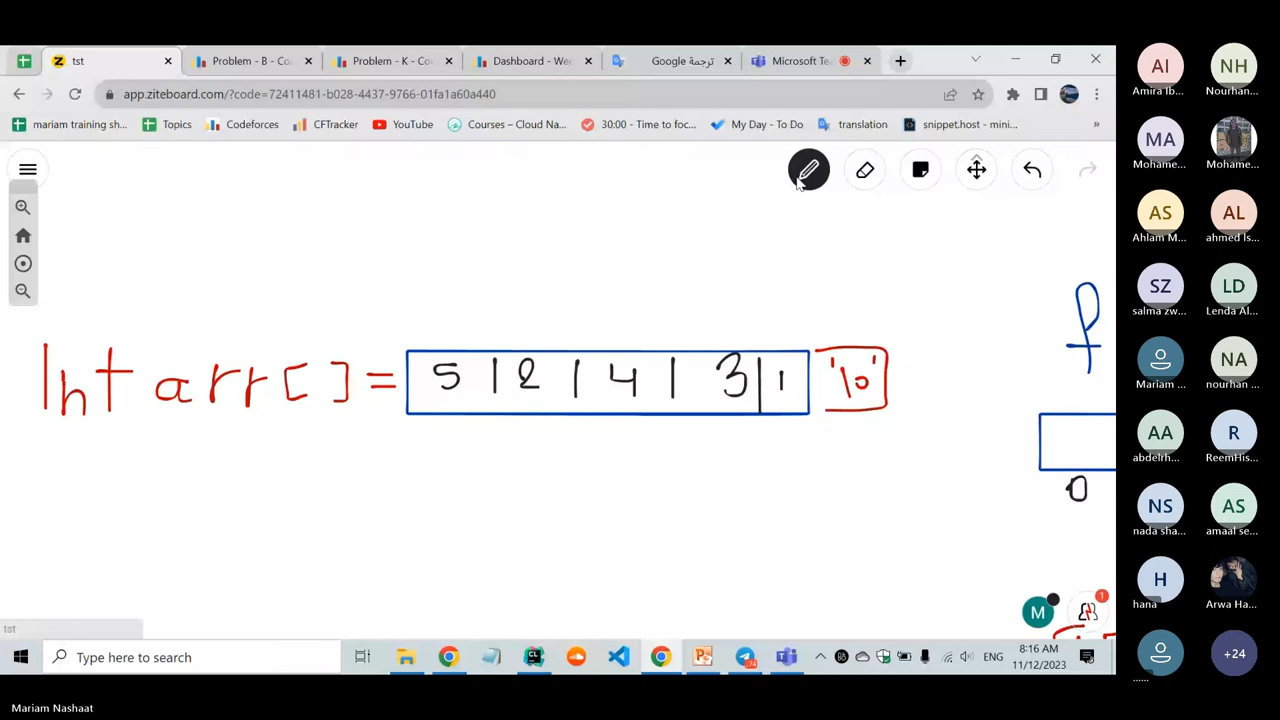 tst
Problem - B - Co...
Problem - K - Co...
Dashboard - We...
Google ترجمة
Microsoft Te...
app.ziteboard.com/?code=72411481-b028-4437-9766-01fa1a60a440
mariam training sh...
Topics
Codeforces
CFTracker
YouTube
Courses – Cloud Na...
30:00 - Time to foc...
My Day - To Do
translation
snippet.host - mini...
»
Int arr[] = 5 | 2 | 4 | 3 | 1 '\0'
f
0
M
1
tst
Type here to search
ENG
8:16 AM
11/12/2023
AI
Amira Ib...
NH
Nourhan...
MA
Mohame...
Mohame...
AS
Ahlam M...
AL
ahmed Is...
SZ
salma zw...
LD
Lenda Al...
Mariam ...
NA
nourhan ...
AA
abdelrh...
R
ReemHis...
NS
nada sha...
AS
amaal se...
H
hana
Arwa Ha...
......
+24
Mariam Nashaat